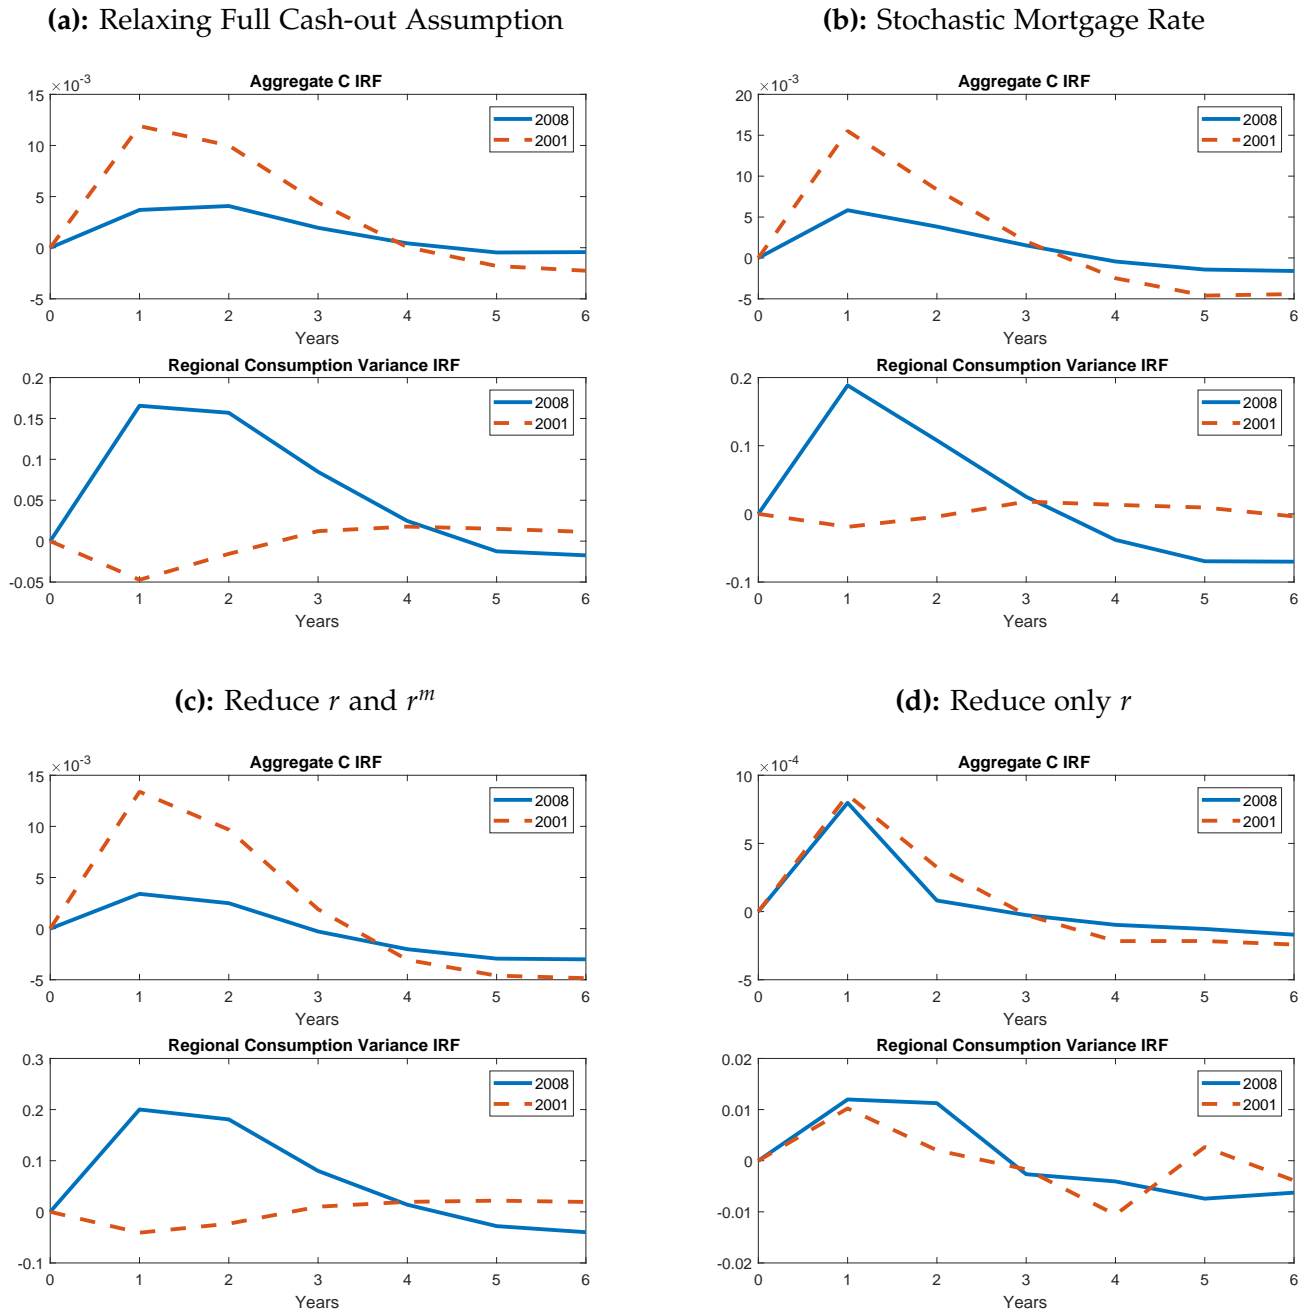 (a): Relaxing Full Cash-out Assumption
Aggregate C IRF
×10⁻³
15
10
5
0
-5
2008
2001
0 1 2 3 4 5 6
Years
Regional Consumption Variance IRF
0.2
0.15
0.1
0.05
0
-0.05
2008
2001
0 1 2 3 4 5 6
Years
(b): Stochastic Mortgage Rate
Aggregate C IRF
×10⁻³
20
15
10
5
0
-5
2008
2001
0 1 2 3 4 5 6
Years
Regional Consumption Variance IRF
0.2
0.1
0
-0.1
2008
2001
0 1 2 3 4 5 6
Years
(c): Reduce r and rᵐ
Aggregate C IRF
×10⁻³
15
10
5
0
-5
2008
2001
0 1 2 3 4 5 6
Years
Regional Consumption Variance IRF
0.3
0.2
0.1
0
-0.1
2008
2001
0 1 2 3 4 5 6
Years
(d): Reduce only r
Aggregate C IRF
×10⁻⁴
10
5
0
-5
2008
2001
0 1 2 3 4 5 6
Years
Regional Consumption Variance IRF
0.02
0.01
0
-0.01
-0.02
2008
2001
0 1 2 3 4 5 6
Years